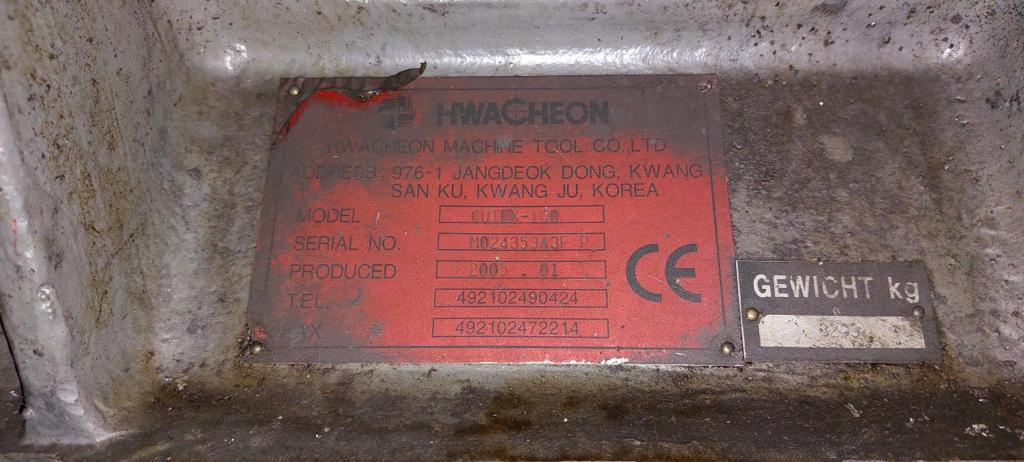 HWACHEON
HWACHEON MACHINE TOOL CO.,LTD
ADDRESS : 976-1 JANGDEOK DONG, KWANG
SAN KU, KWANG JU, KOREA
MODEL CUTEX-160
SERIAL NO.
PRODUCED 2005 . 01
TEL. 492102490424
FAX 492102472214
CE
GEWICHT kg